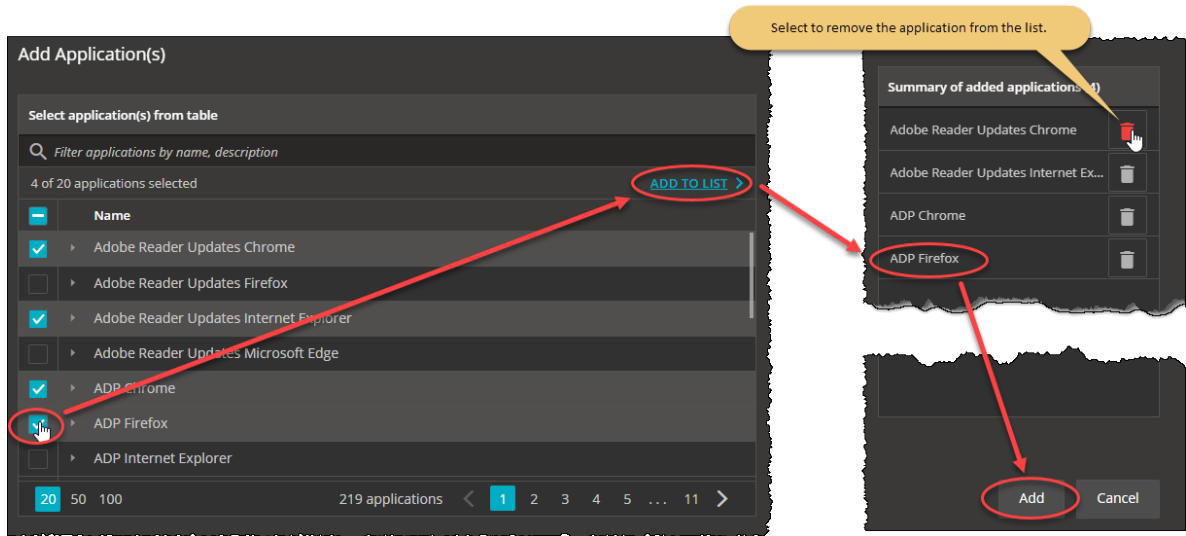 Select to remove the application from the list.
Add Application(s)
Select application(s) from table
Filter applications by name, description
4 of 20 applications selected
ADD TO LIST
Name
Adobe Reader Updates Chrome
Adobe Reader Updates Firefox
Adobe Reader Updates Internet Explorer
Adobe Reader Updates Microsoft Edge
ADP Chrome
ADP Firefox
ADP Internet Explorer
20 50 100 219 applications 1 2 3 4 5 ... 11
Summary of added applications (4)
Adobe Reader Updates Chrome
Adobe Reader Updates Internet Ex...
ADP Chrome
ADP Firefox
Add Cancel